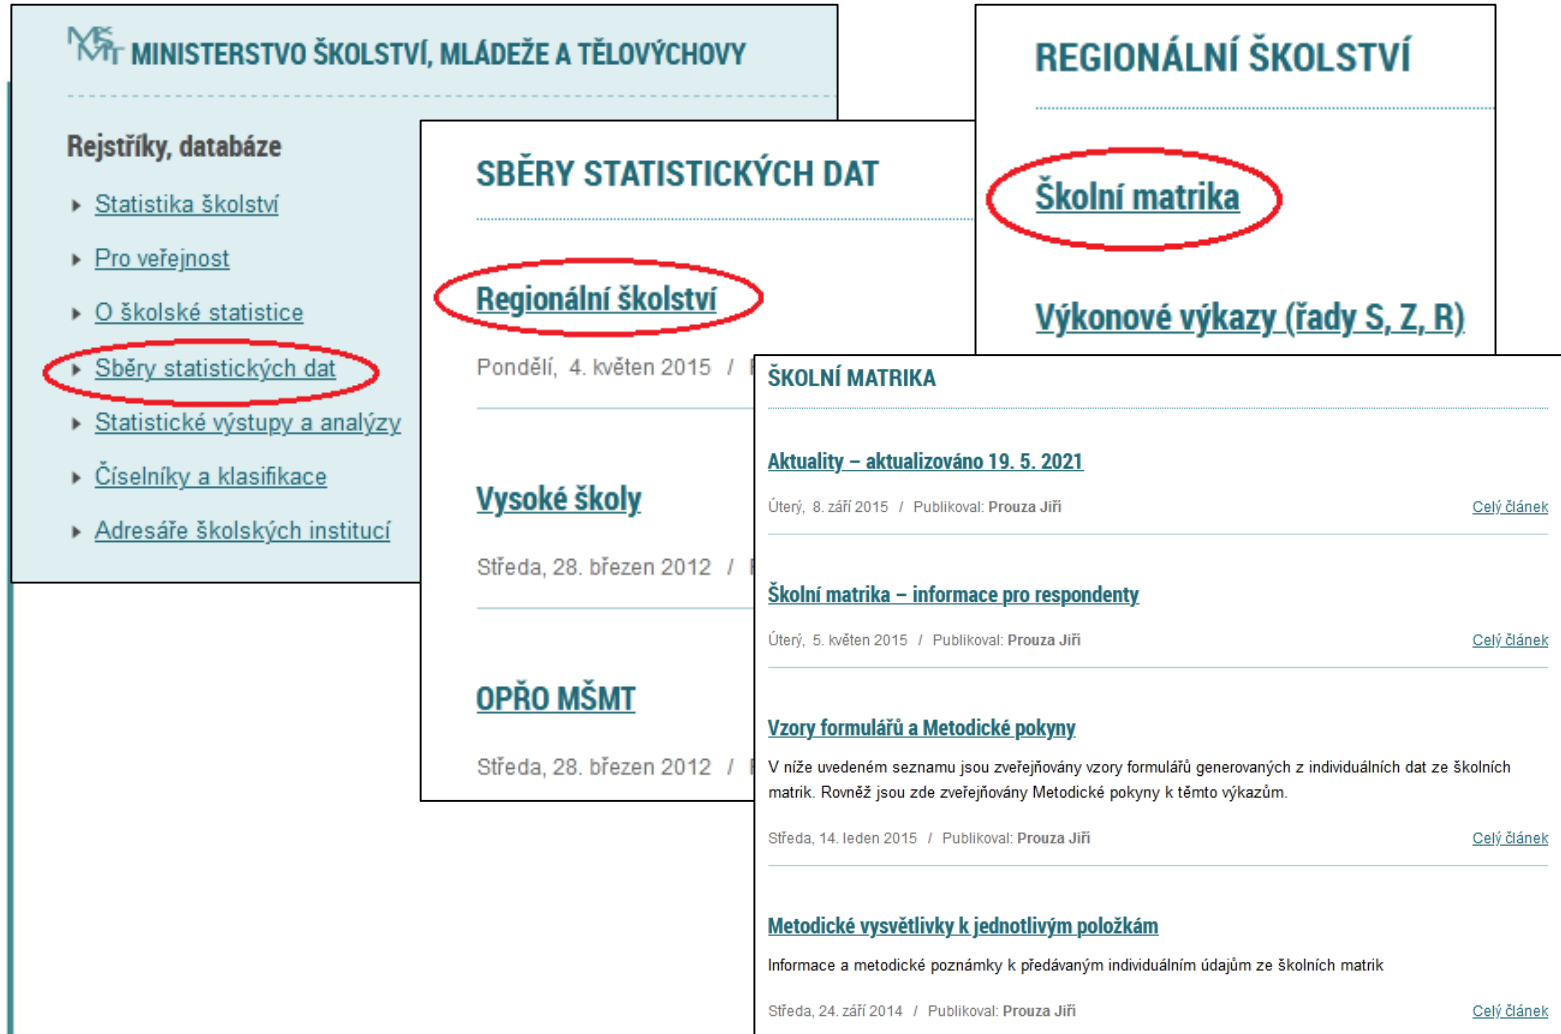 MŠMT MINISTERSTVO ŠKOLSTVÍ, MLÁDEŽE A TĚLOVÝCHOVY
Rejstříky, databáze
Statistika školství
Pro veřejnost
O školské statistice
Sběry statistických dat
Statistické výstupy a analýzy
Číselníky a klasifikace
Adresáře školských institucí
SBĚRY STATISTICKÝCH DAT
Regionální školství
Pondělí, 4. květen 2015 /
Vysoké školy
Středa, 28. březen 2012 /
OPŘO MŠMT
Středa, 28. březen 2012 /
REGIONÁLNÍ ŠKOLSTVÍ
Školní matrika
Výkonové výkazy (řady S, Z, R)
ŠKOLNÍ MATRIKA
Aktuality – aktualizováno 19. 5. 2021
Úterý, 8. září 2015 / Publikoval: Prouza Jiří Celý článek
Školní matrika – informace pro respondenty
Úterý, 5. květen 2015 / Publikoval: Prouza Jiří Celý článek
Vzory formulářů a Metodické pokyny
V níže uvedeném seznamu jsou zveřejňovány vzory formulářů generovaných z individuálních dat ze školních
matrik. Rovněž jsou zde zveřejňovány Metodické pokyny k těmto výkazům.
Středa, 14. leden 2015 / Publikoval: Prouza Jiří Celý článek
Metodické vysvětlivky k jednotlivým položkám
Informace a metodické poznámky k předávaným individuálním údajům ze školních matrik
Středa, 24. září 2014 / Publikoval: Prouza Jiří Celý článek